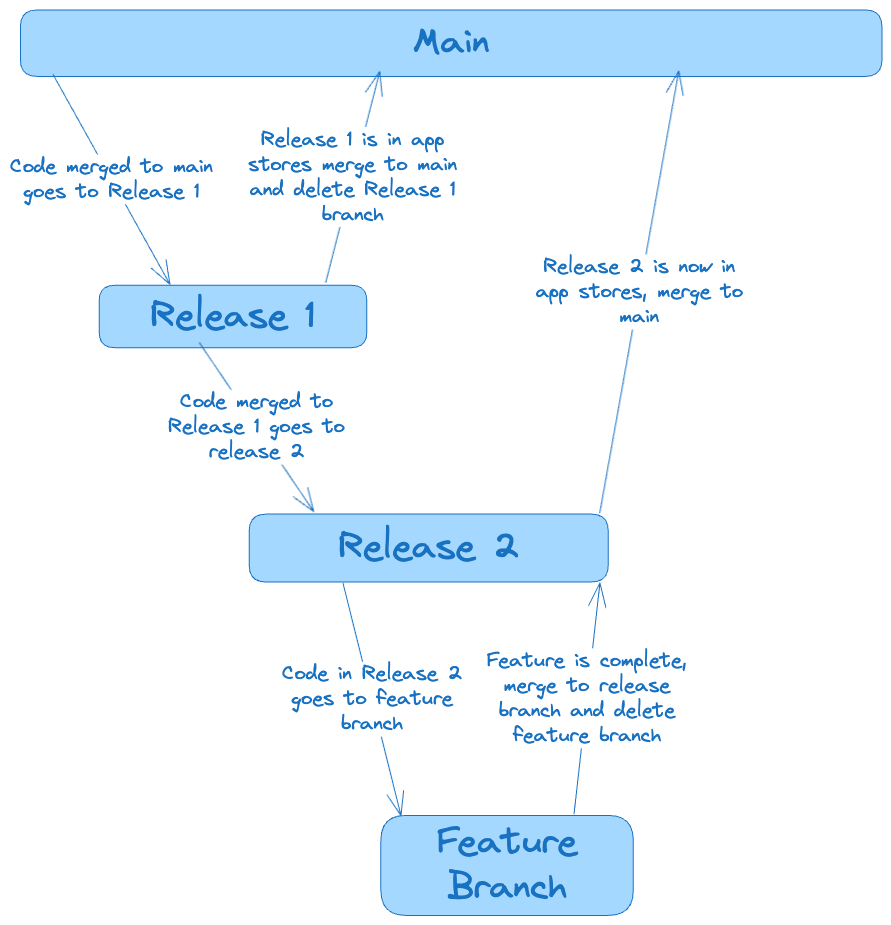 Main
Code merged to main
goes to Release 1
Release 1 is in app
stores merge to main
and delete Release 1
branch
Release 2 is now in
app stores, merge to
main
Release 1
Code merged to
Release 1 goes to
release 2
Release 2
Code in Release 2
goes to feature
branch
Feature is complete,
merge to release
branch and delete
feature branch
Feature
Branch